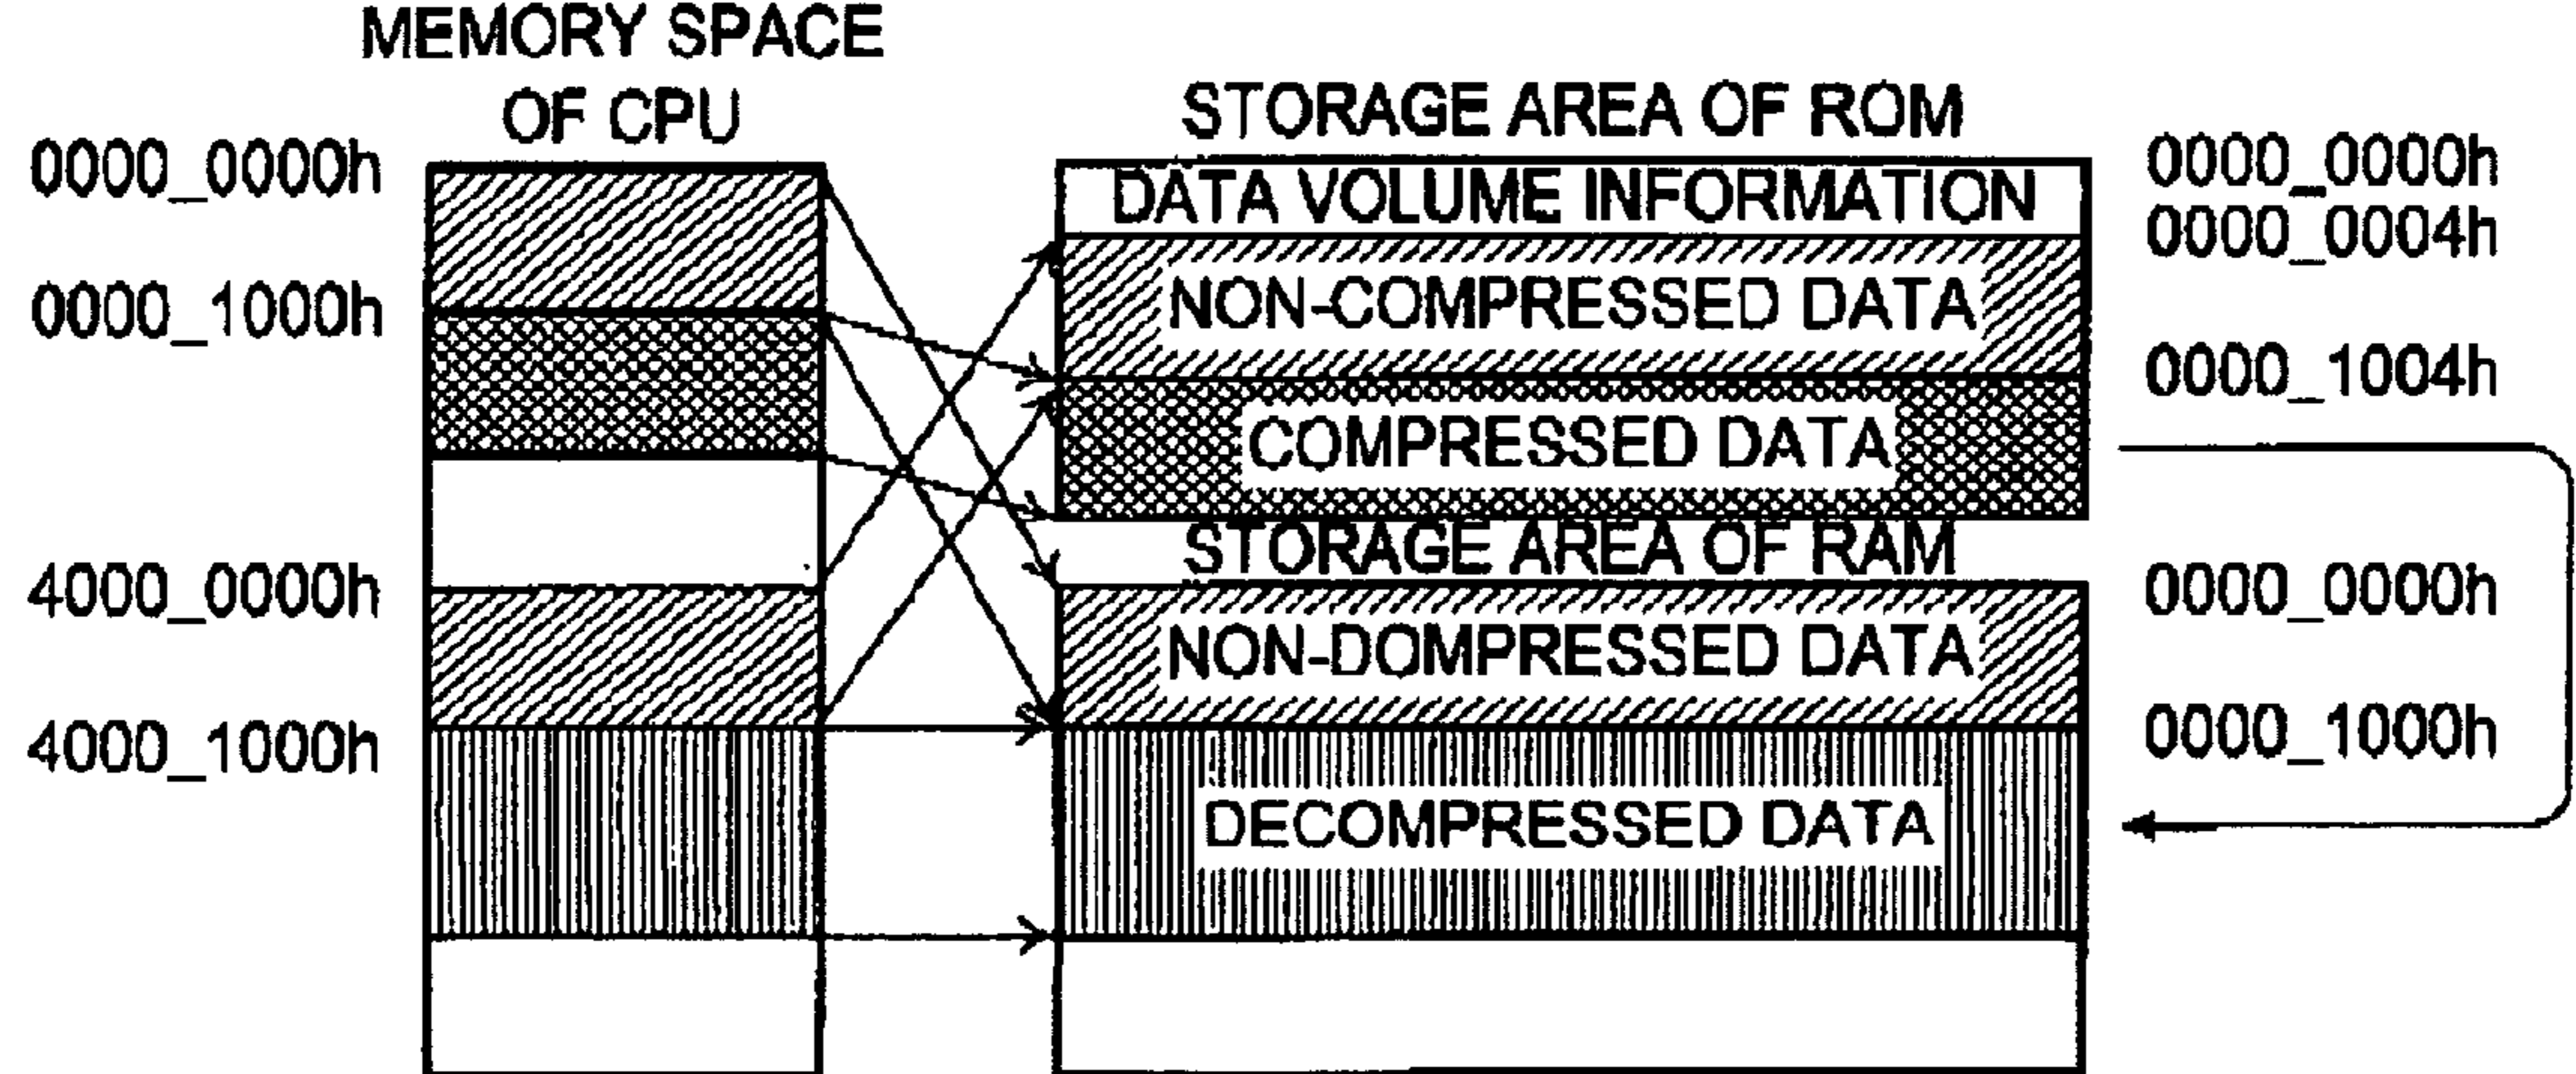 MEMORY SPACE
OF CPU
0000_0000h
0000_1000h
4000_0000h
4000_1000h
STORAGE AREA OF ROM
DATA VOLUME INFORMATION
NON-COMPRESSED DATA
COMPRESSED DATA
0000_0000h
0000_0004h
0000_1004h
STORAGE AREA OF RAM
NON-DOMPRESSED DATA
DECOMPRESSED DATA
0000_0000h
0000_1000h